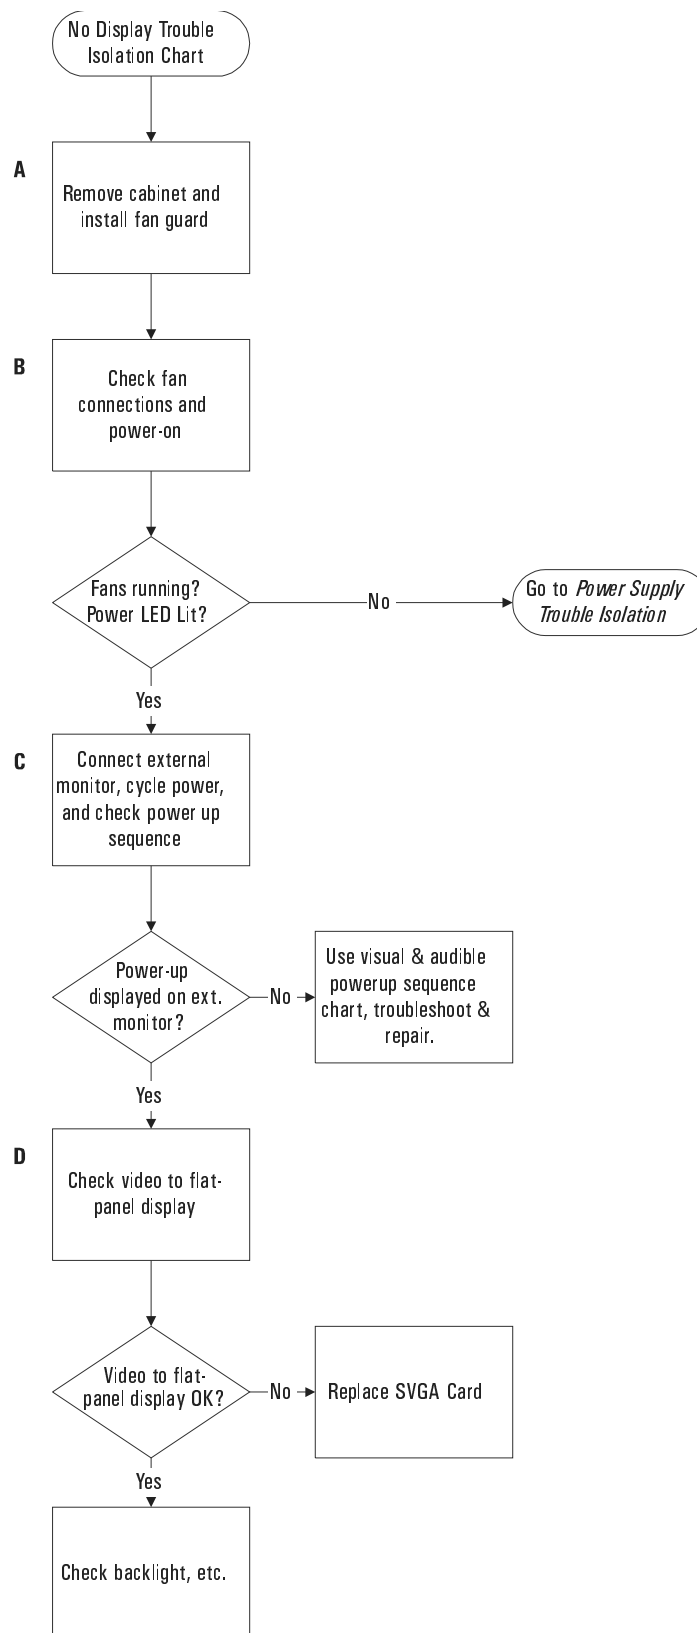 No Display Trouble
Isolation Chart
A
Remove cabinet and
install fan guard
B
Check fan
connections and
power-on
Fans running?
Power LED Lit?
No
Go to Power Supply
Trouble Isolation
Yes
C
Connect external
monitor, cycle power,
and check power up
sequence
Power-up
displayed on ext.
monitor?
No
Use visual & audible
powerup sequence
chart, troubleshoot &
repair.
Yes
D
Check video to flat-
panel display
Video to flat-
panel display OK?
No
Replace SVGA Card
Yes
Check backlight, etc.